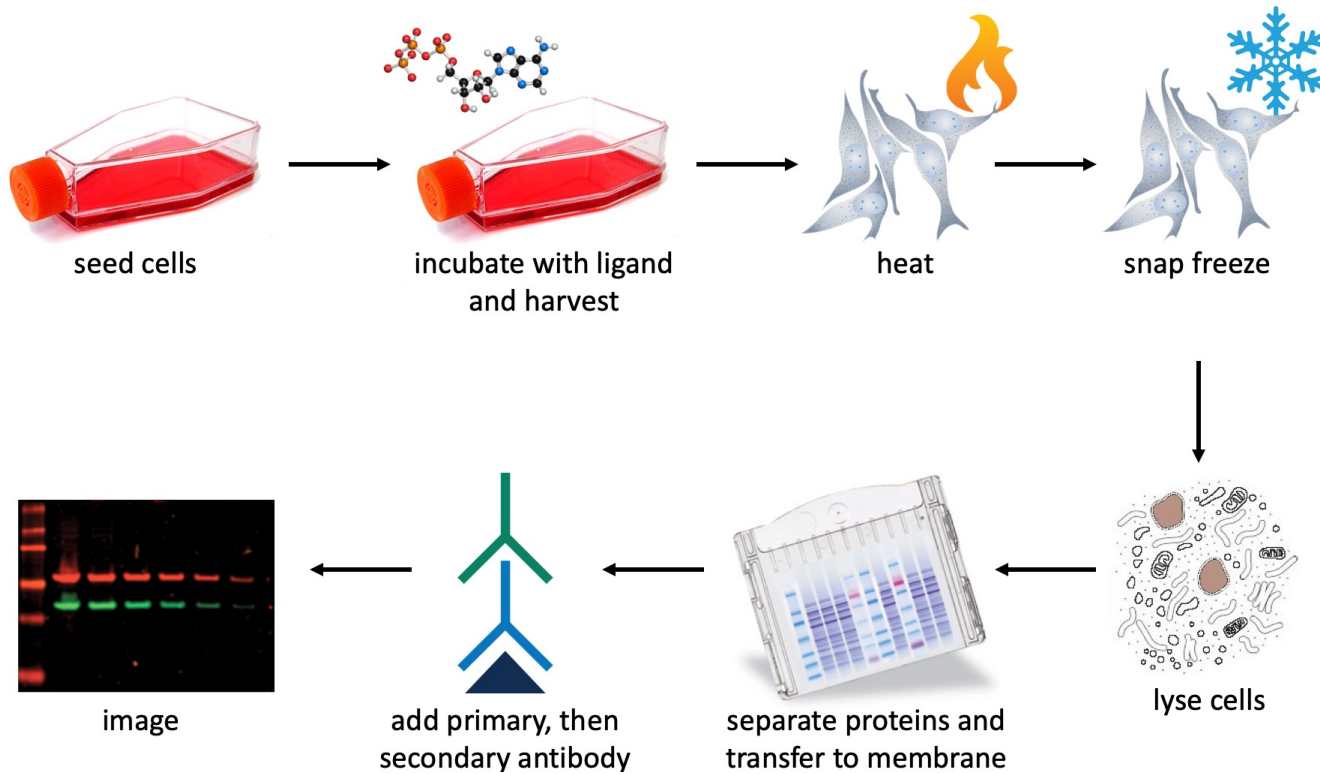 seed cells
incubate with ligand
and harvest
heat
snap freeze
lyse cells
separate proteins and
transfer to membrane
add primary, then
secondary antibody
image